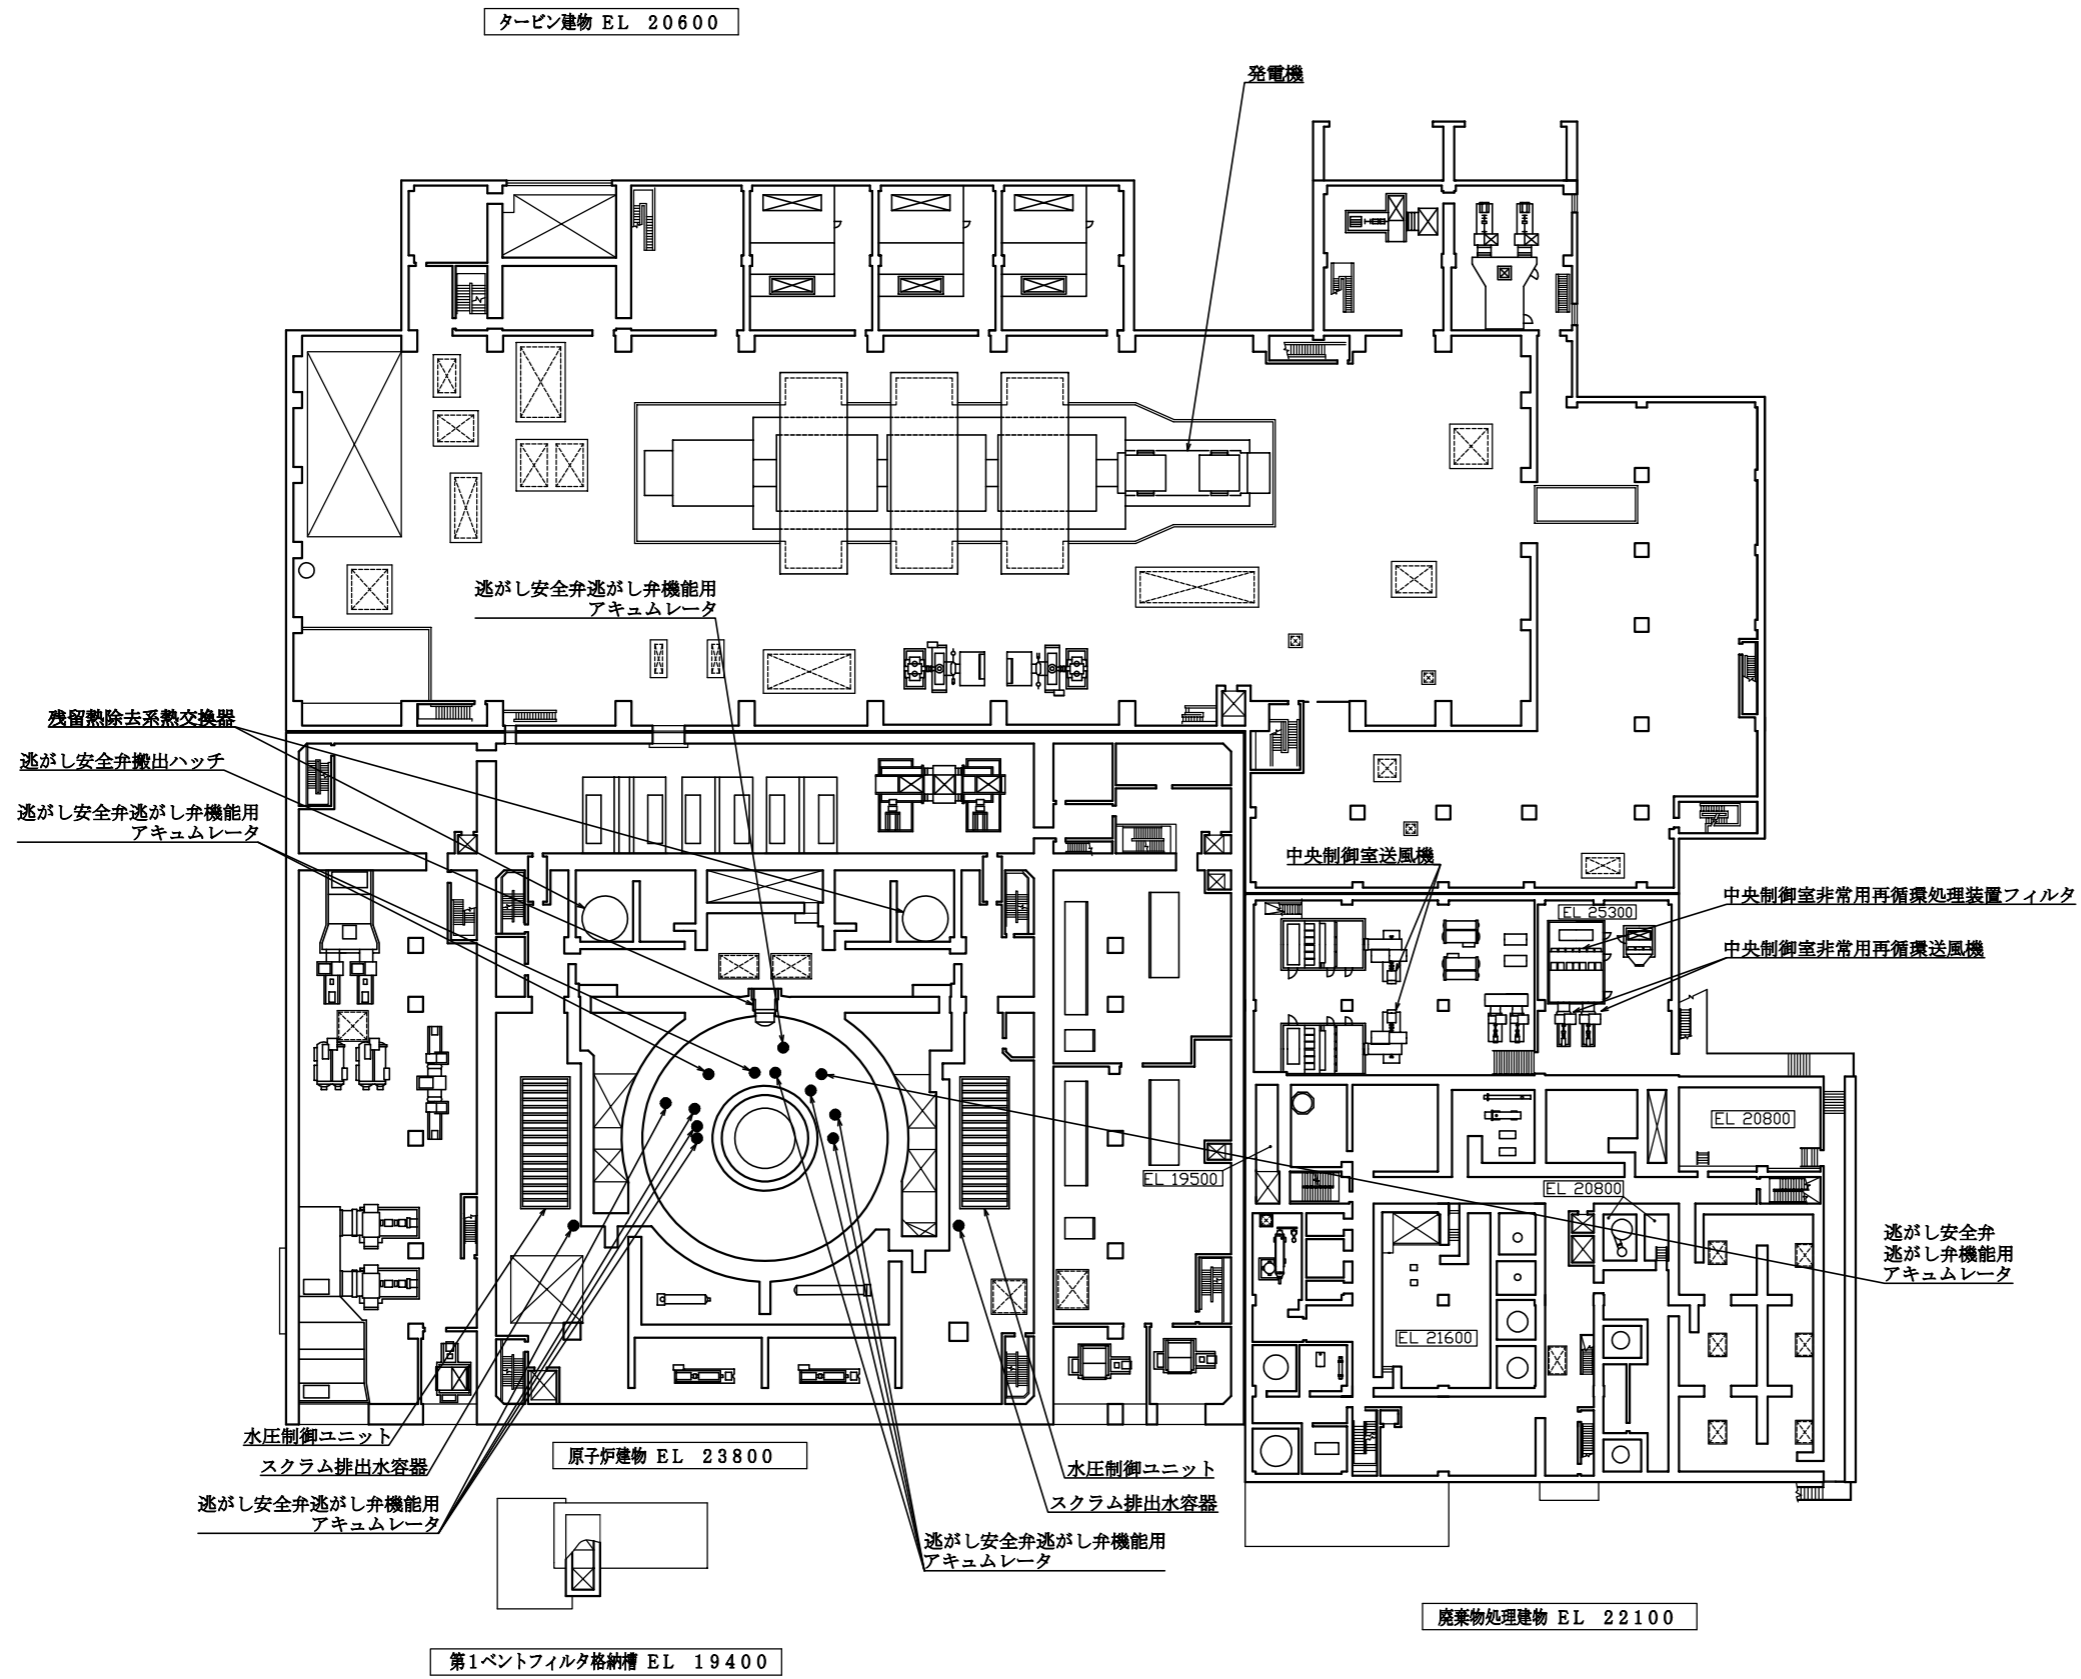 タービン建物 EL 20600
発電機
逃がし安全弁逃がし弁機能用
アキュムレータ
残留熱除去系熱交換器
逃がし安全弁搬出ハッチ
逃がし安全弁逃がし弁機能用
アキュムレータ
中央制御室送風機
中央制御室非常用再循環処理装置フィルタ
EL 25300
中央制御室非常用再循環送風機
EL 20800
EL 19500
EL 20800
逃がし安全弁
逃がし弁機能用
アキュムレータ
EL 21600
水圧制御ユニット
スクラム排出水容器
原子炉建物 EL 23800
水圧制御ユニット
スクラム排出水容器
逃がし安全弁逃がし弁機能用
アキュムレータ
逃がし安全弁逃がし弁機能用
アキュムレータ
廃棄物処理建物 EL 22100
第1ベントフィルタ格納槽 EL 19400